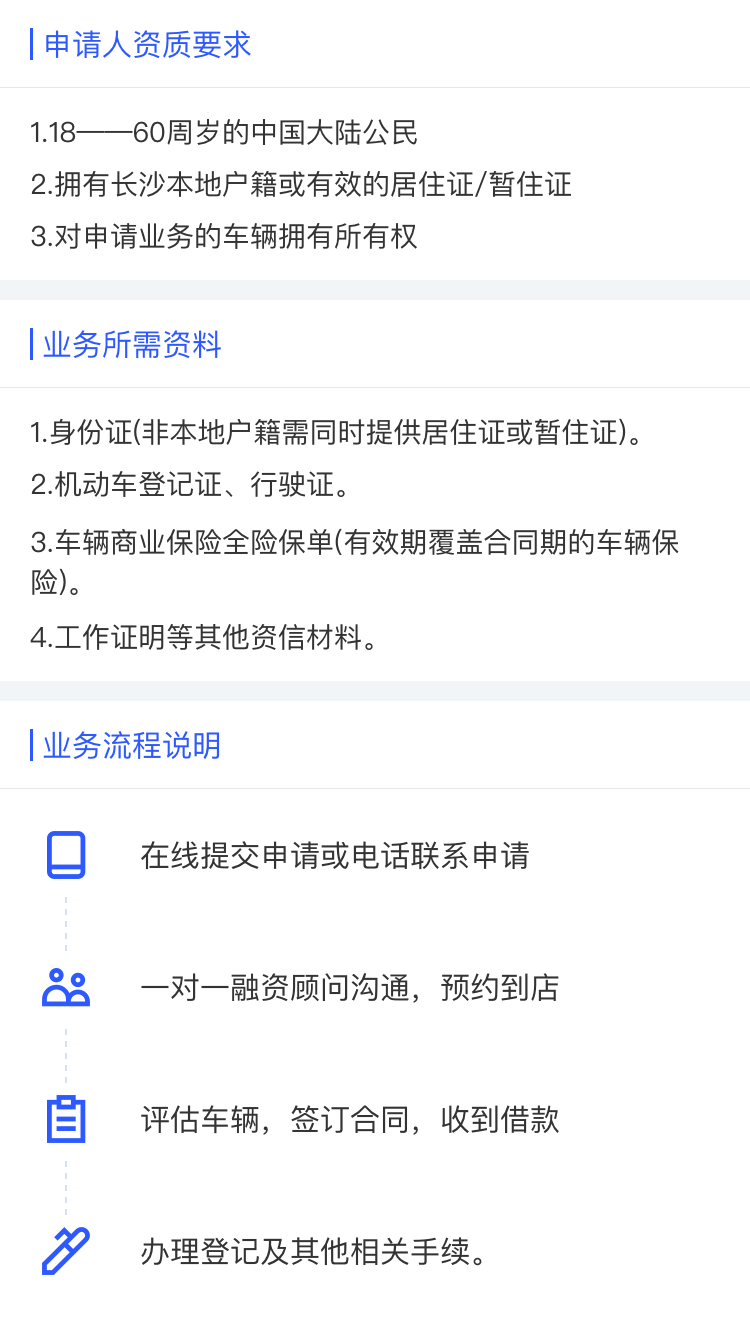 申请人资质要求
1.18——60周岁的中国大陆公民
2.拥有长沙本地户籍或有效的居住证/暂住证
3.对申请业务的车辆拥有所有权
业务所需资料
1.身份证(非本地户籍需同时提供居住证或暂住证)。
2.机动车登记证、行驶证。
3.车辆商业保险全险保单(有效期覆盖合同期的车辆保
险)。
4.工作证明等其他资信材料。
业务流程说明
在线提交申请或电话联系申请
一对一融资顾问沟通，预约到店
评估车辆，签订合同，收到借款
办理登记及其他相关手续。